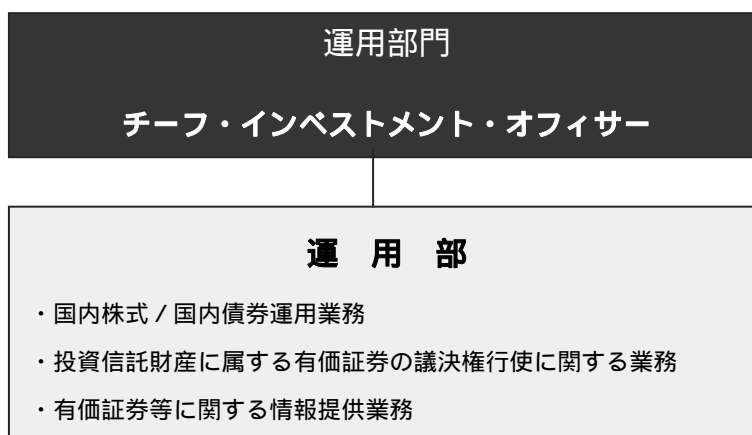 運用部門
チーフ・インベストメント・オフィサー
運 用 部
・国内株式 / 国内債券運用業務
・投資信託財産に属する有価証券の議決権行使に関する業務
・有価証券等に関する情報提供業務